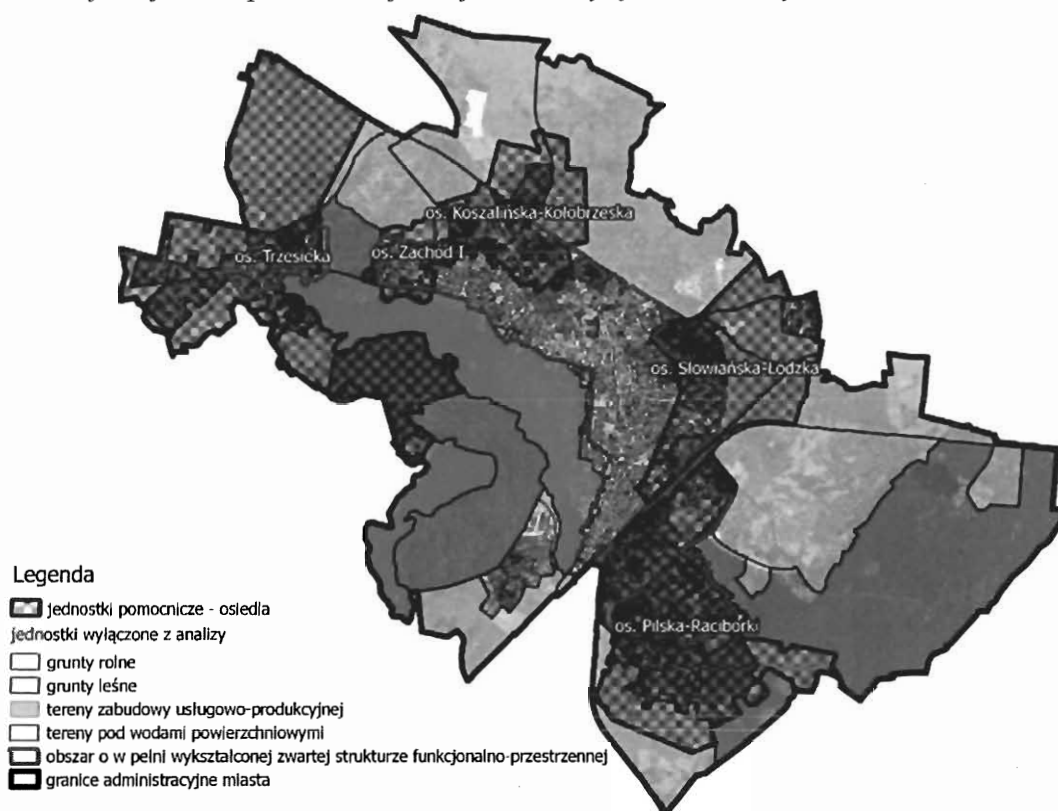 os. Koszalińska-Kołobrzeska
os. Trzesieka
os. Zachód I
os. Słowiańska-Łódzka
os. Pilska-Raciborki
Legenda
jednostki pomocnicze - osiedla
jednostki wyłączone z analizy
grunty rolne
grunty leśne
tereny zabudowy usługowo-produkcyjnej
tereny pod wodami powierzchniowymi
obszar o w pełni wykształconej zwartej strukturze funkcjonalno-przestrzennej
granice administracyjne miasta